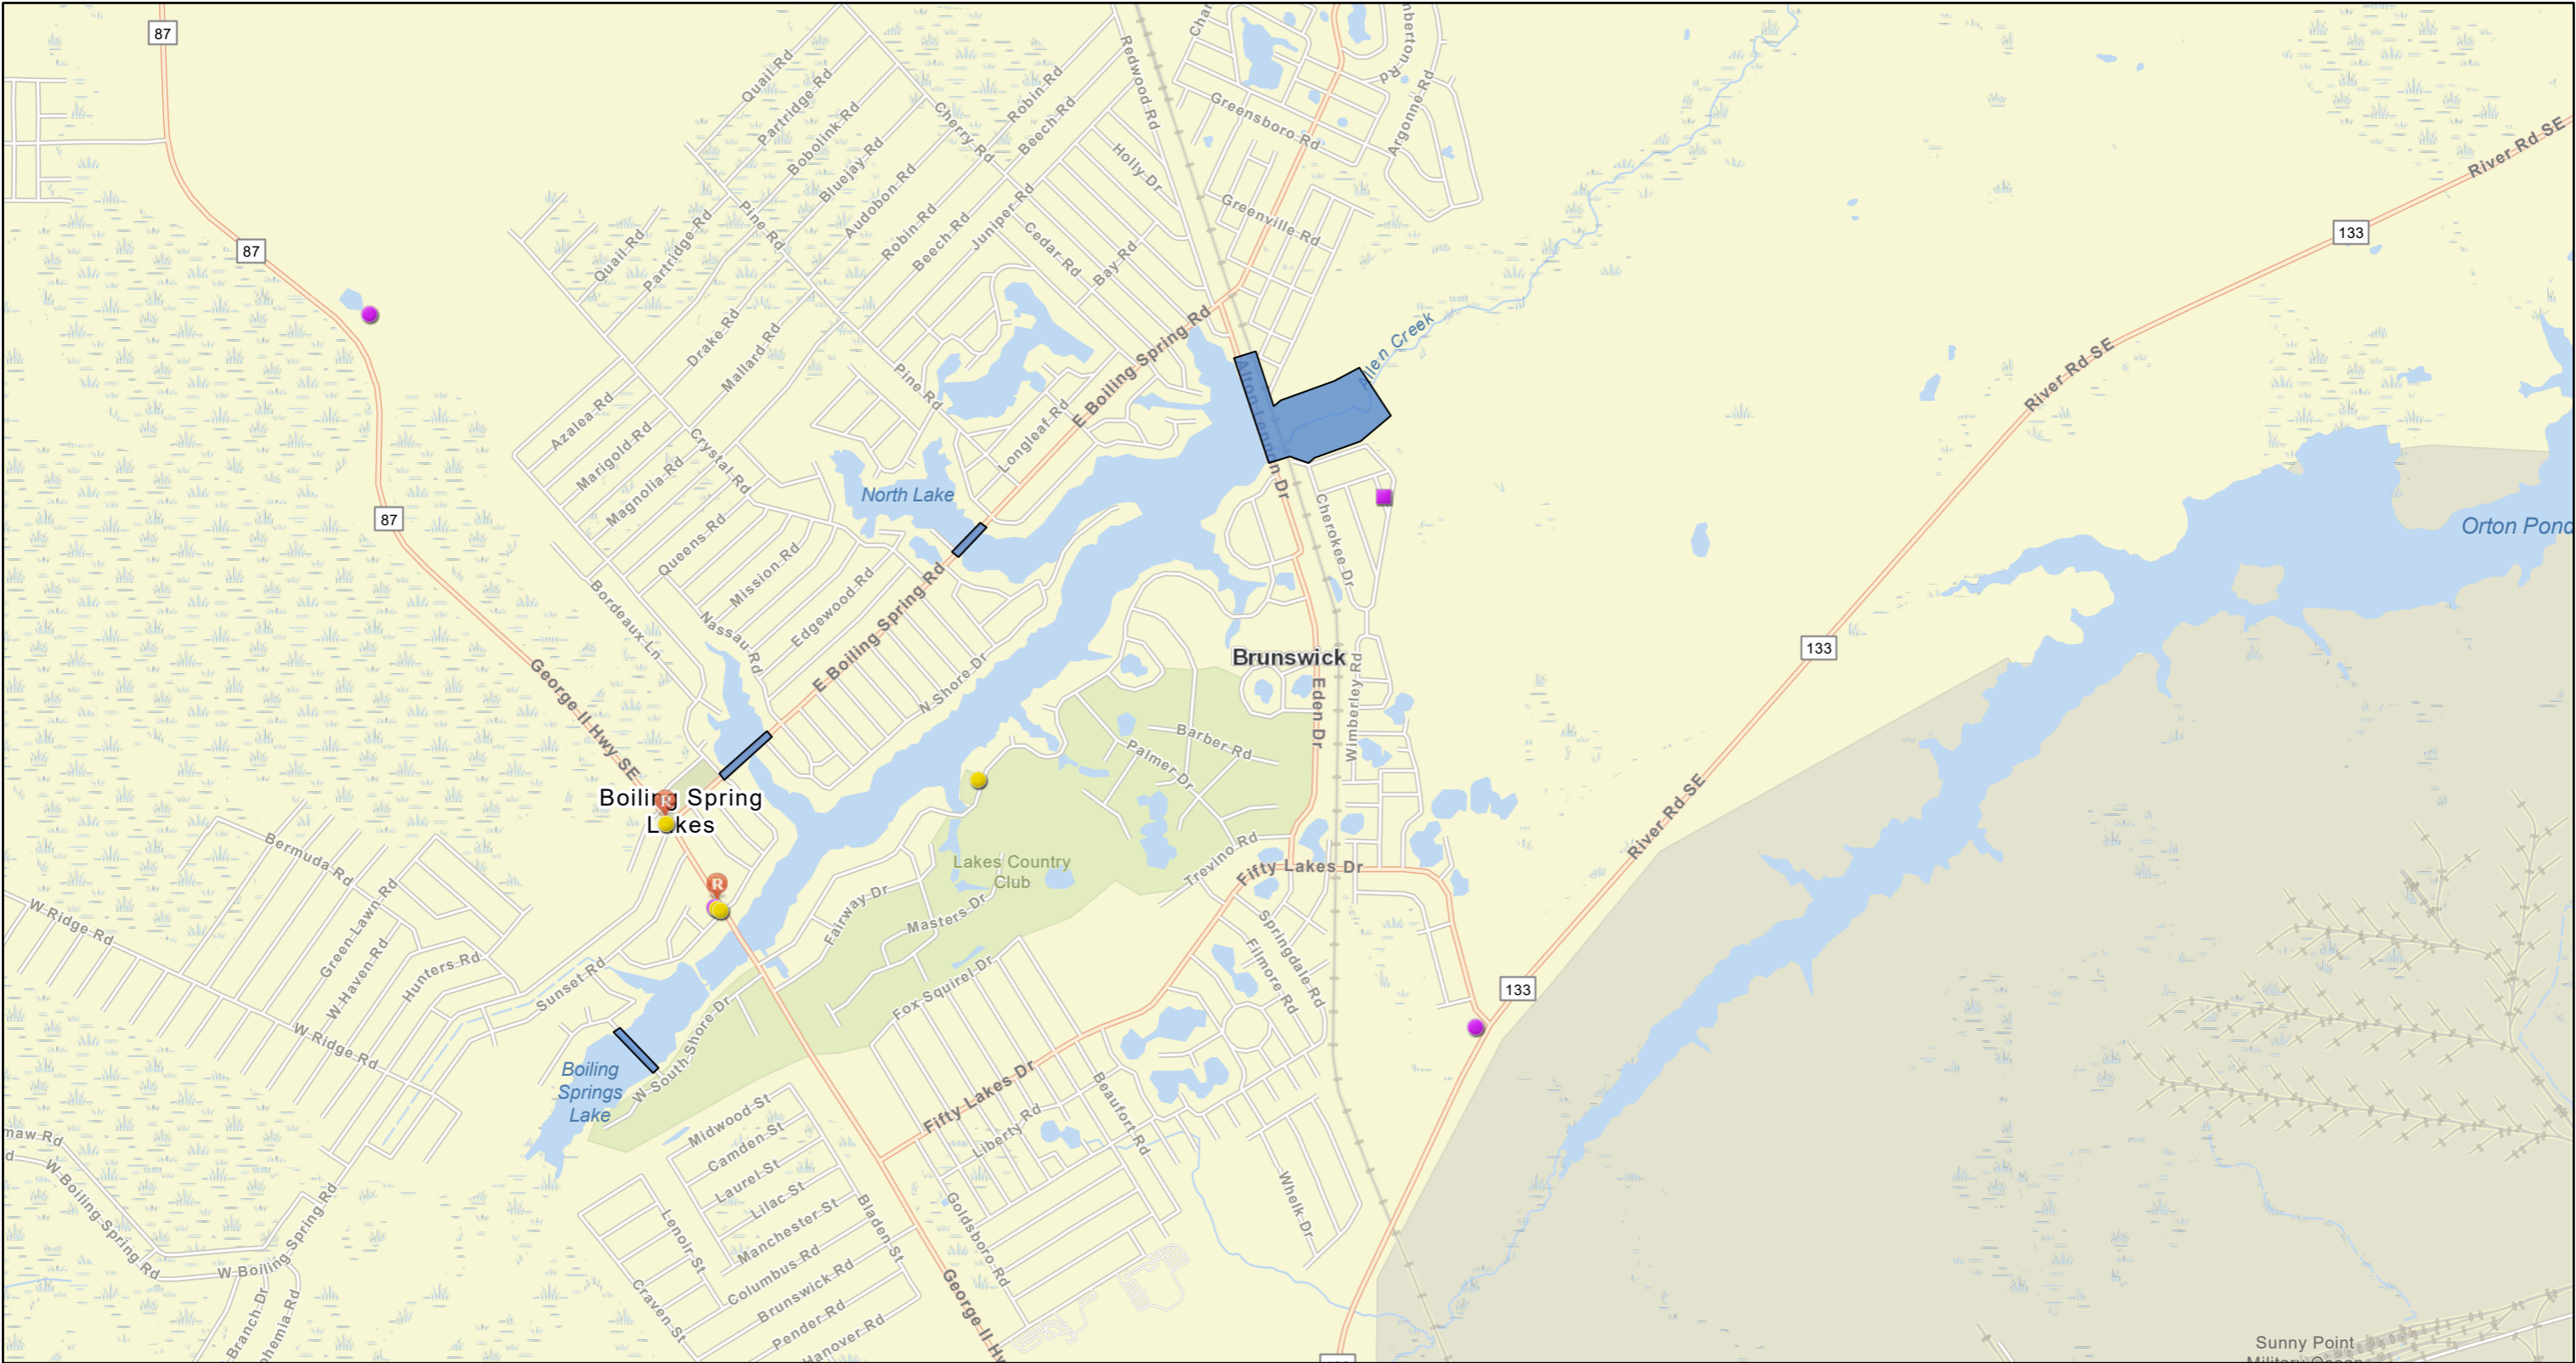 87
Quail Rd
Partridge Rd
Bobolink Rd
Bluejay Rd
Audobon Rd
Cherry Rd
Robin Rd
Beech Rd
Redwood Rd
Greensboro Rd
Argonne Rd
River Rd SE
Holly Dr
Pine Rd
Robin Rd
Beech Rd
Juniper Rd
Cedar Rd
Bay Rd
Greenville Rd
Quail Rd
Partridge Rd
87
133
Drake Rd
Mallard Rd
Pine Rd
E Boiling Spring Rd
Allen Creek
River Rd SE
Azalea Rd
Marigold Rd
Magnolia Rd
Crystal Rd
Longleaf Rd
Alton Lennon Dr
North Lake
87
Queens Rd
Mission Rd
Edgewood Rd
Cherokee Dr
Orton Pond
Bordeaux Ln
Nassau Rd
E Boiling Spring Rd
N Shore Dr
Brunswick
133
George II Hwy SE
Eden Dr
Wimberley Rd
Barber Rd
Palmer Dr
R
Boiling Spring
Lakes
River Rd SE
Bermuda Rd
Lakes Country
Club
Trevino Rd
Fifty Lakes Dr
R
W Ridge Rd
Green Lawn Rd
W Haven Rd
Hunters Rd
Fairway Dr
Masters Dr
Springdale Rd
Filmore Rd
Sunset Rd
Fox Squirrel Dr
133
W Ridge Rd
W South Shore Dr
Boiling
Springs
Lake
Fifty Lakes Dr
Liberty Rd
Beaufort Rd
Midwood St
Camden St
Laurel St
Lilac St
Manchester St
Columbus Rd
Brunswick Rd
Pender Rd
Hanover Rd
maw Rd
W Boiling Spring Rd
W Boiling Spring Rd
Lenoir St
Craven St
Bladen St
Goldsboro Rd
Whelk Dr
George II Hw
Branch Dr
Sunny Point